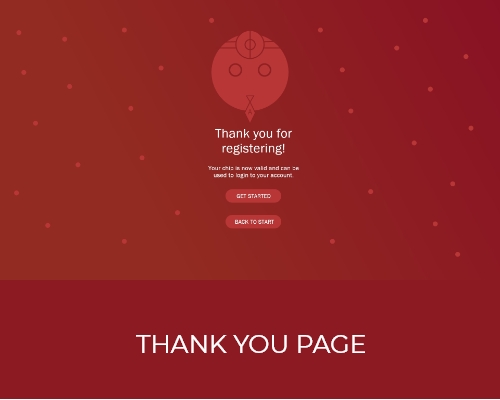 Thank you for
registering!
Your chip is now valid and can be
used to login to your account
GET STARTED
BACK TO START
THANK YOU PAGE